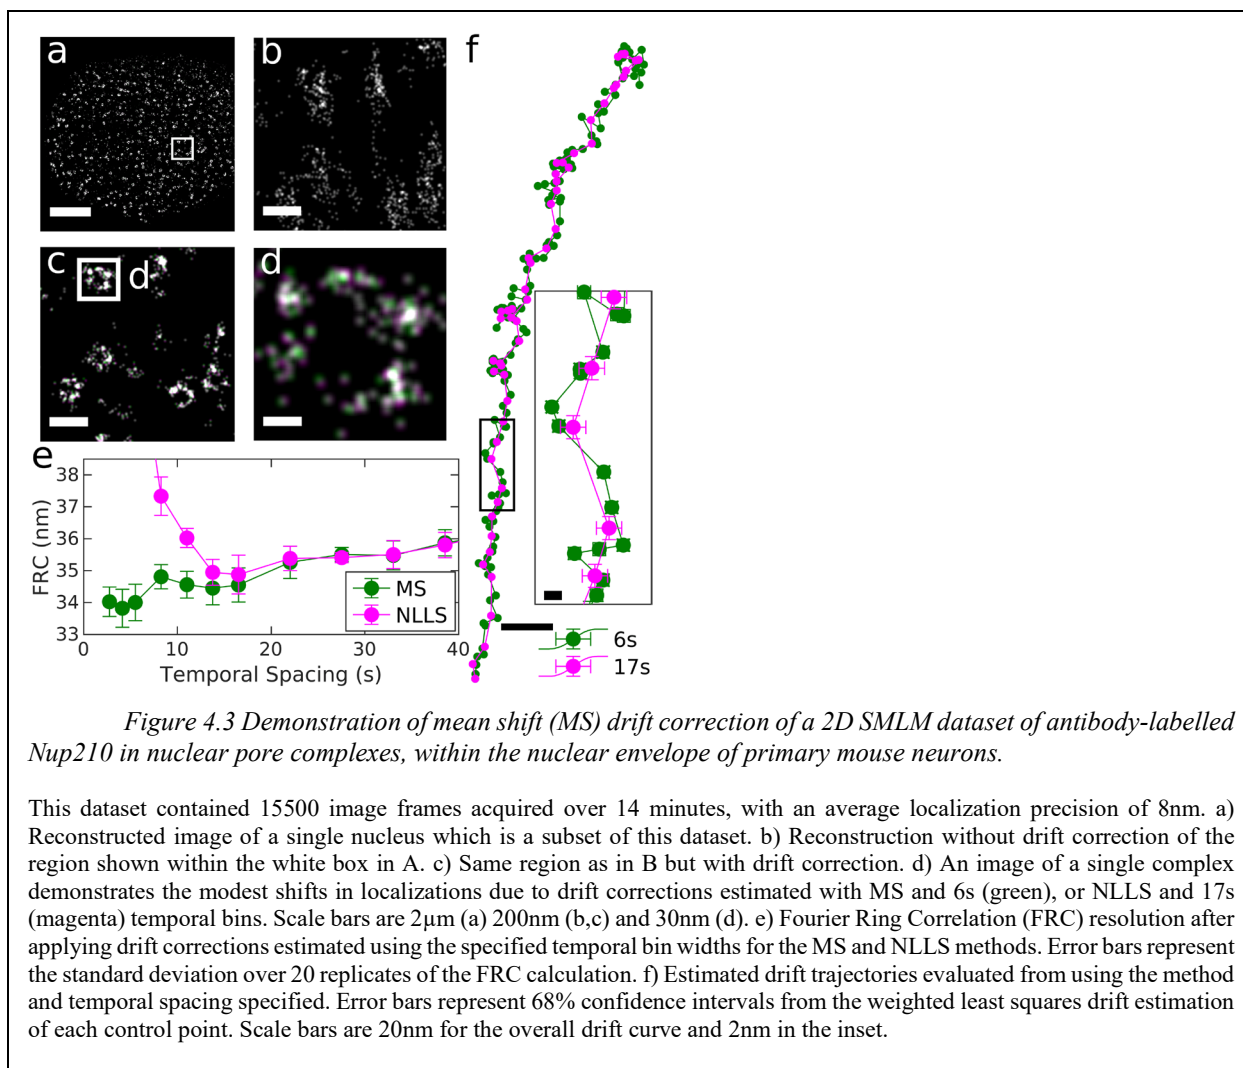 a
b
f
c
d
d
e
38
37
36
35
34
33
FRC (nm)
MS
NLLS
0
10
20
30
40
Temporal Spacing (s)
6s
17s
Figure 4.3 Demonstration of mean shift (MS) drift correction of a 2D SMLM dataset of antibody-labelled
Nup210 in nuclear pore complexes, within the nuclear envelope of primary mouse neurons.
This dataset contained 15500 image frames acquired over 14 minutes, with an average localization precision of 8nm. a)
Reconstructed image of a single nucleus which is a subset of this dataset. b) Reconstruction without drift correction of the
region shown within the white box in A. c) Same region as in B but with drift correction. d) An image of a single complex
demonstrates the modest shifts in localizations due to drift corrections estimated with MS and 6s (green), or NLLS and 17s
(magenta) temporal bins. Scale bars are 2µm (a) 200nm (b,c) and 30nm (d). e) Fourier Ring Correlation (FRC) resolution after
applying drift corrections estimated using the specified temporal bin widths for the MS and NLLS methods. Error bars represent
the standard deviation over 20 replicates of the FRC calculation. f) Estimated drift trajectories evaluated from using the method
and temporal spacing specified. Error bars represent 68% confidence intervals from the weighted least squares drift estimation
of each control point. Scale bars are 20nm for the overall drift curve and 2nm in the inset.